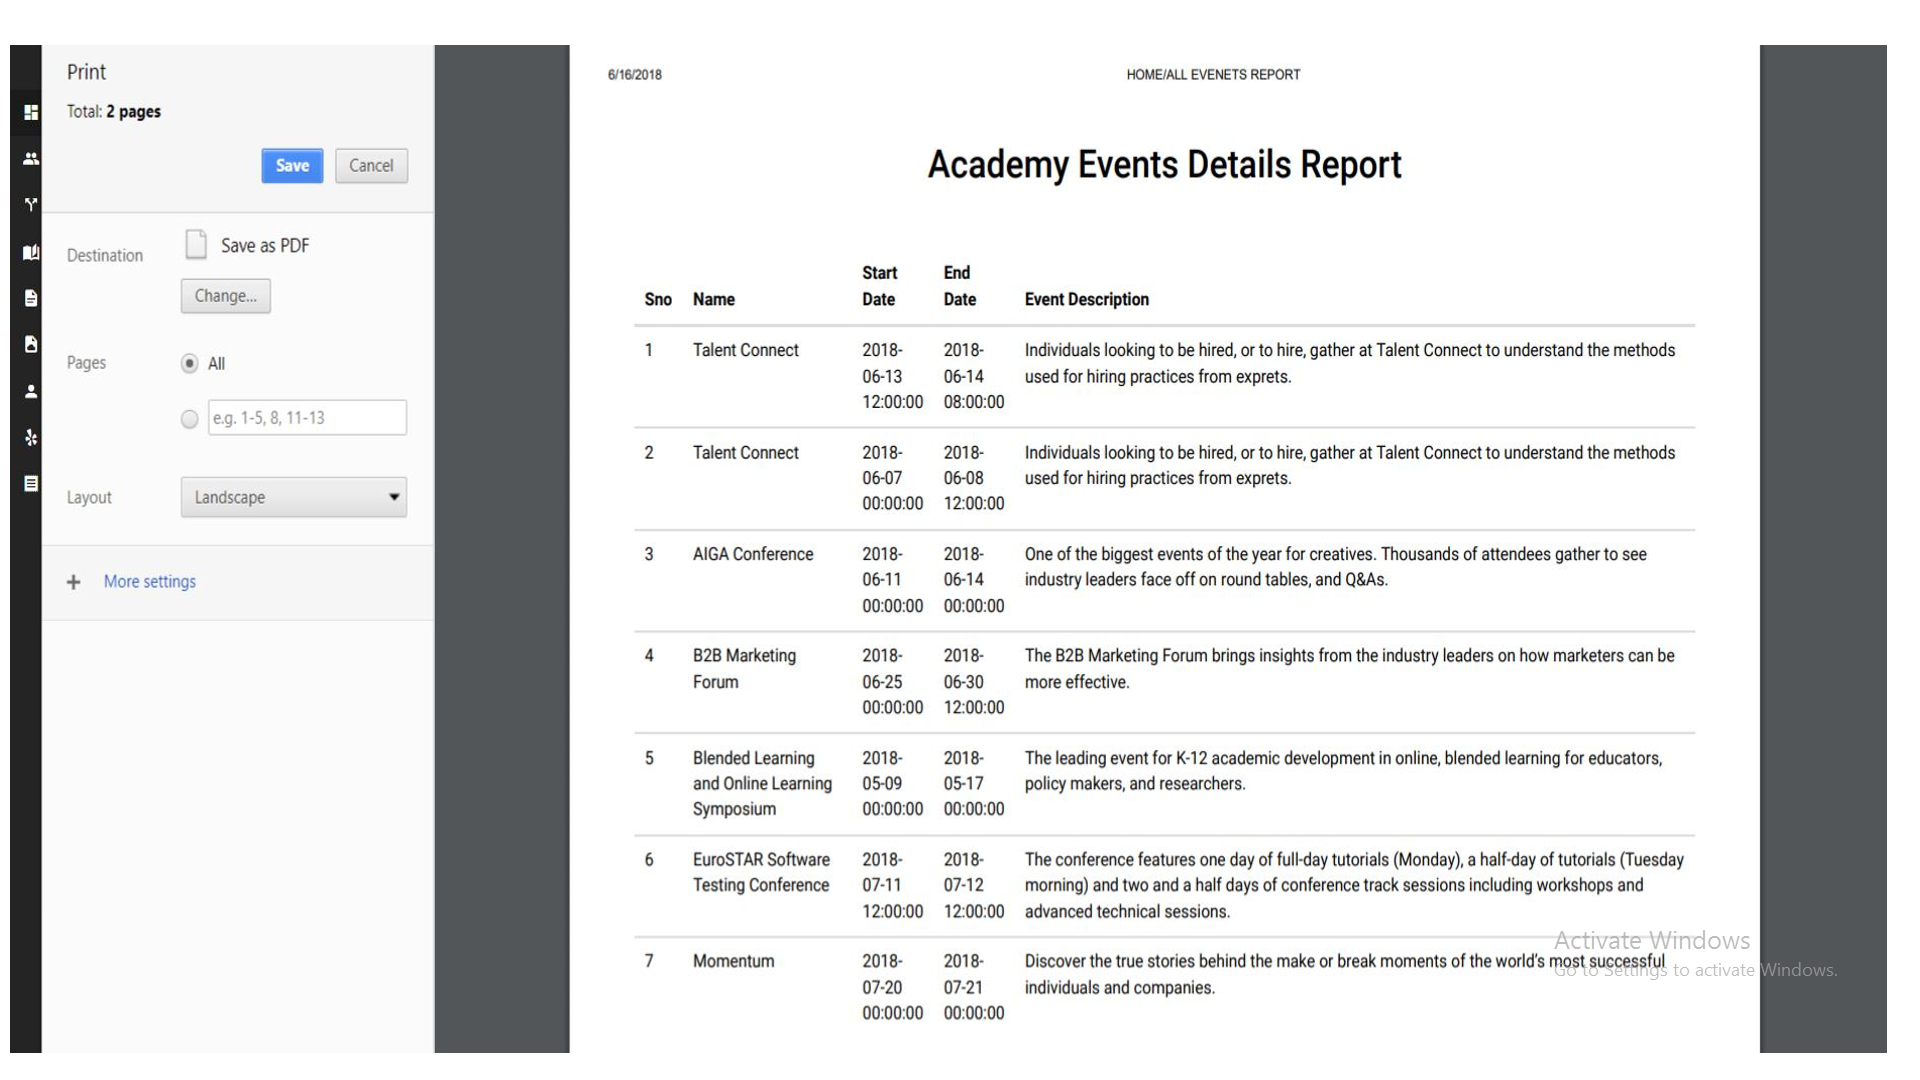 Print
Total: 2 pages
Save Cancel
Destination Save as PDF
Change...
Pages All
e.g. 1-5, 8, 11-13
Layout Landscape
+ More settings
6/16/2018 HOME/ALL EVENETS REPORT
Academy Events Details Report
Start End
Sno Name Date Date Event Description
1 Talent Connect 2018- 2018- Individuals looking to be hired, or to hire, gather at Talent Connect to understand the methods
06-13 06-14 used for hiring practices from exprets.
12:00:00 08:00:00
2 Talent Connect 2018- 2018- Individuals looking to be hired, or to hire, gather at Talent Connect to understand the methods
06-07 06-08 used for hiring practices from exprets.
00:00:00 12:00:00
3 AIGA Conference 2018- 2018- One of the biggest events of the year for creatives. Thousands of attendees gather to see
06-11 06-14 industry leaders face off on round tables, and Q&As.
00:00:00 00:00:00
4 B2B Marketing 2018- 2018- The B2B Marketing Forum brings insights from the industry leaders on how marketers can be
Forum 06-25 06-30 more effective.
00:00:00 12:00:00
5 Blended Learning 2018- 2018- The leading event for K-12 academic development in online, blended learning for educators,
and Online Learning 05-09 05-17 policy makers, and researchers.
Symposium 00:00:00 00:00:00
6 EuroSTAR Software 2018- 2018- The conference features one day of full-day tutorials (Monday), a half-day of tutorials (Tuesday
Testing Conference 07-11 07-12 morning) and two and a half days of conference track sessions including workshops and
12:00:00 12:00:00 advanced technical sessions.
Activate Windows
7 Momentum 2018- 2018- Discover the true stories behind the make or break moments of the world's most successful
Go to Settings to activate Windows.
07-20 07-21 individuals and companies.
00:00:00 00:00:00